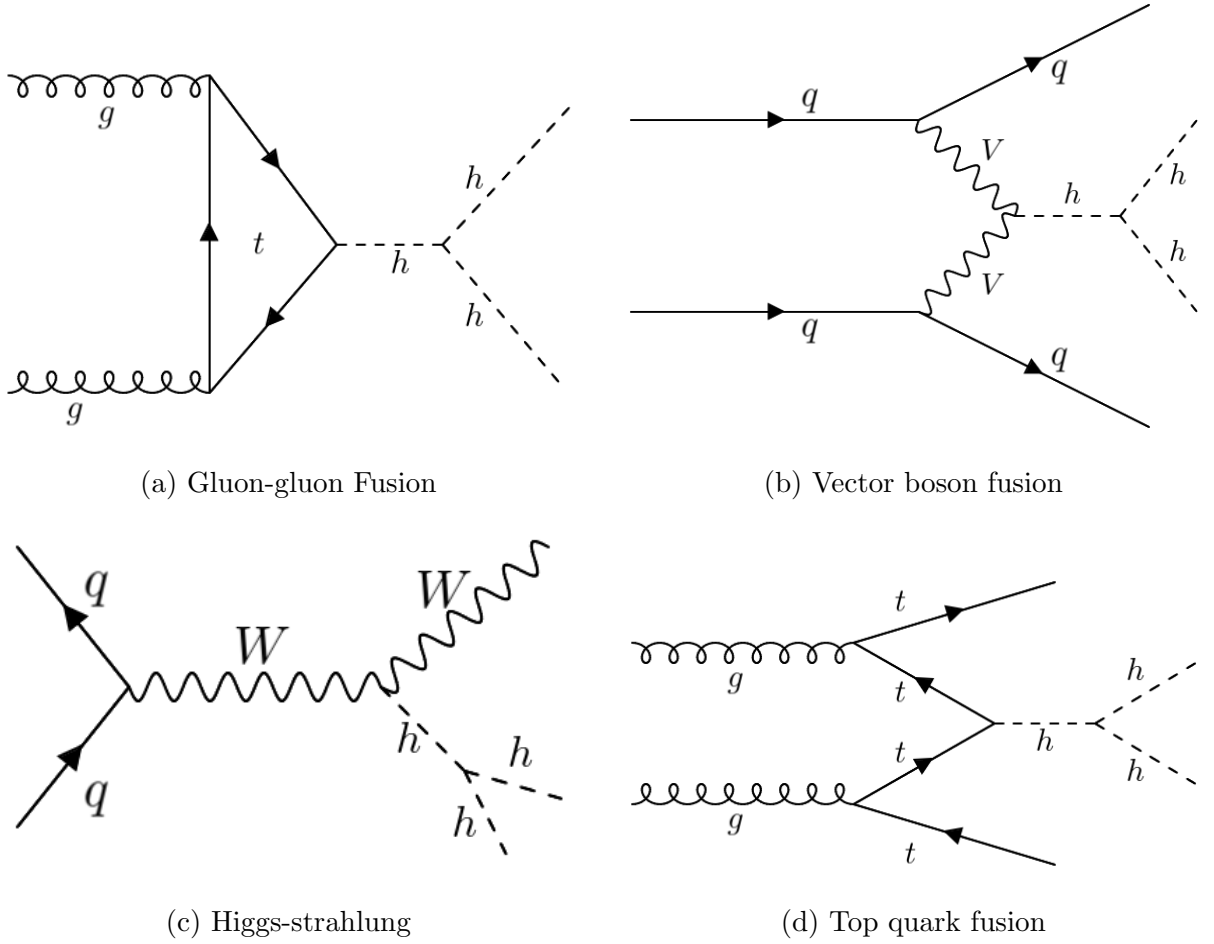 g
t
h
h
h
g
(a) Gluon-gluon Fusion
q
q
V
h
h
h
V
q
q
(b) Vector boson fusion
q
W
W
h
h
q
h
(c) Higgs-strahlung
t
g
t
h
h
t
h
g
t
(d) Top quark fusion